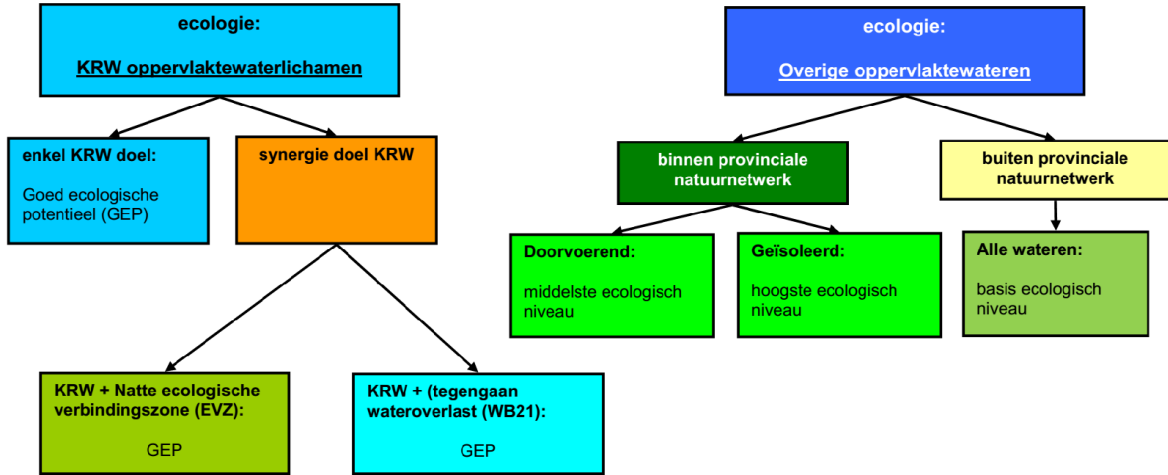 ecologie:
KRW oppervlaktewaterlichamen
enkel KRW doel:
Goed ecologische
potentieel (GEP)
synergie doel KRW
KRW + Natte ecologische
verbindingszone (EVZ):
GEP
KRW + (tegengaan
wateroverlast (WB21):
GEP
ecologie:
Overige oppervlaktewateren
binnen provinciale
natuurnetwerk
buiten provinciale
natuurnetwerk
Doorvoerend:
middelste ecologisch
niveau
Geïsoleerd:
hoogste ecologisch
niveau
Alle wateren:
basis ecologisch
niveau